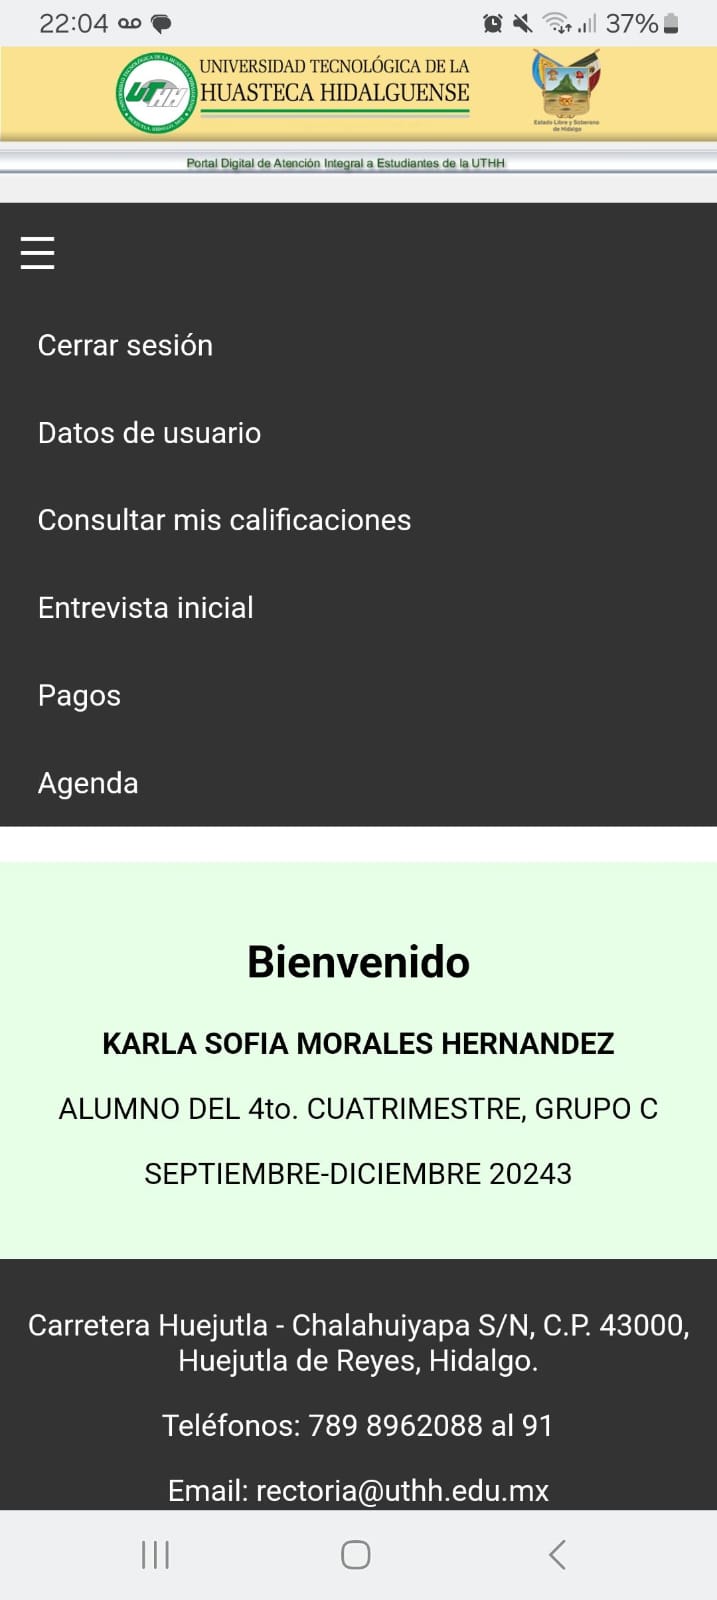 22:04
37%
UNIVERSIDAD TECNOLÓGICA DE LA
UTHH
HUASTECA HIDALGUENSE
Estado Libre y Soberano
de Hidalgo
Portal Digital de Atención Integral a Estudiantes de la UTHH
Cerrar sesión
Datos de usuario
Consultar mis calificaciones
Entrevista inicial
Pagos
Agenda
Bienvenido
KARLA SOFIA MORALES HERNANDEZ
ALUMNO DEL 4to. CUATRIMESTRE, GRUPO C
SEPTIEMBRE-DICIEMBRE 20243
Carretera Huejutla - Chalahuiyapa S/N, C.P. 43000,
Huejutla de Reyes, Hidalgo.
Teléfonos: 789 8962088 al 91
Email: rectoria@uthh.edu.mx